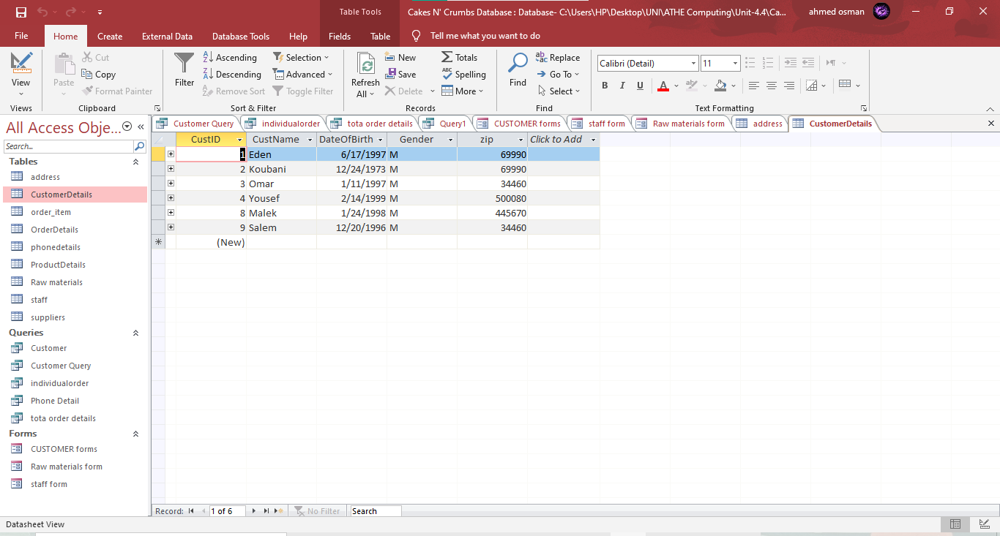 Table Tools
Cakes N' Crumbs Database : Database- C:\Users\HP\Desktop\UNI\ATHE Computing\Unit-4.4\Ca...
ahmed osman
File Home Create External Data Database Tools Help Fields Table Tell me what you want to do
View
Views
Paste
Cut
Copy
Format Painter
Clipboard
Filter
Ascending
Descending
Remove Sort
Selection
Advanced
Toggle Filter
Sort & Filter
Refresh
All
New
Save
Delete
Totals
Spelling
More
Records
Find
Replace
Go To
Select
Find
Calibri (Detail) 11
B I U A
Text Formatting
All Access Obje...
Search...
Tables
address
CustomerDetails
order_item
OrderDetails
phonedetails
ProductDetails
Raw materials
staff
suppliers
Queries
Customer
Customer Query
individualorder
Phone Detail
tota order details
Forms
CUSTOMER forms
Raw materials form
staff form
Customer Query individualorder tota order details Query1 CUSTOMER forms staff form Raw materials form address CustomerDetails
CustID CustName DateOfBirth Gender zip Click to Add
1 Eden 6/17/1997 M 69990
2 Koubani 12/24/1973 M 69990
3 Omar 1/11/1997 M 34460
4 Yousef 2/14/1999 M 500080
8 Malek 1/24/1998 M 445670
9 Salem 12/20/1996 M 34460
(New)
Record: 1 of 6 No Filter Search
Datasheet View